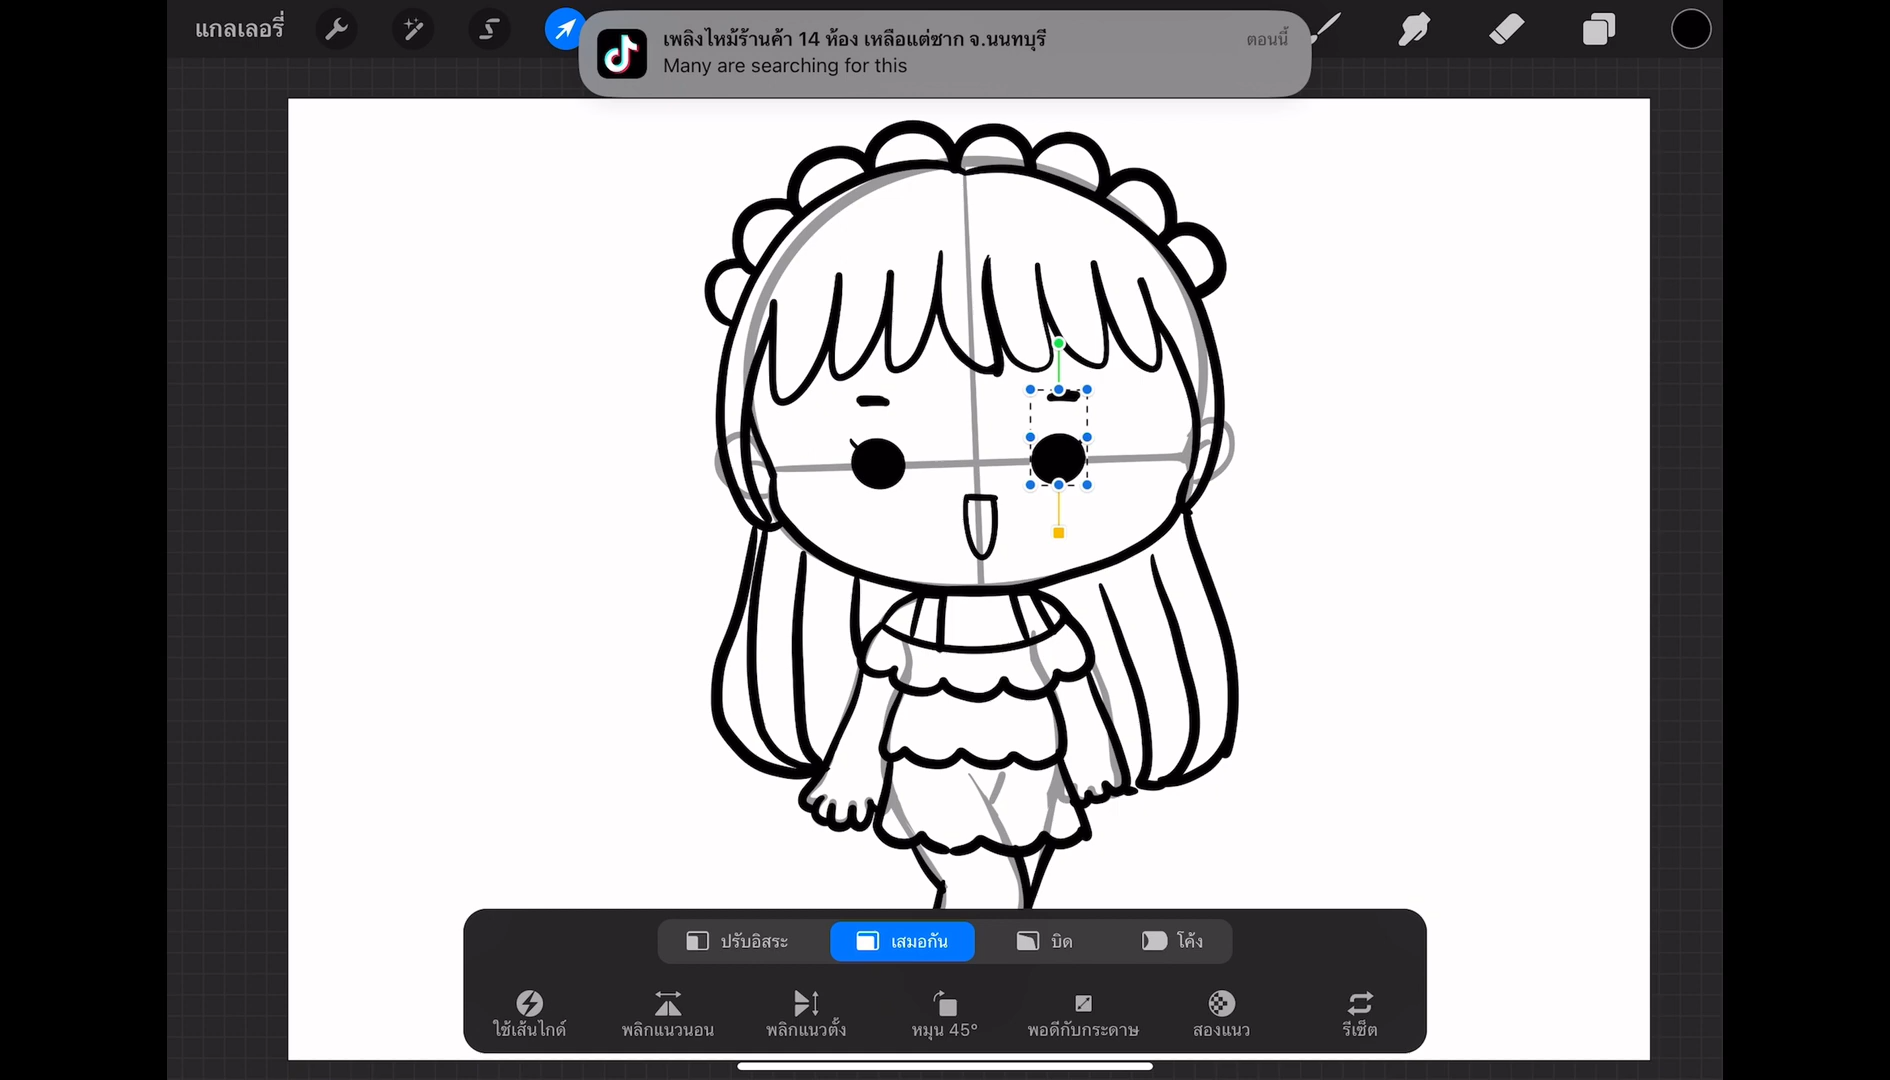 แกลเลอรี่
เพลิงไหม้ร้านค้า 14 ห้อง เหลือแต่ซาก จ.นนทบุรี
ตอนนี้
Many are searching for this
ปรับอิสระ
เสมอกัน
บิด
โค้ง
ใช้เส้นไกด์
พลิกแนวนอน
พลิกแนวตั้ง
หมุน 45°
พอดีกับกระดาษ
สองแนว
รีเซ็ต